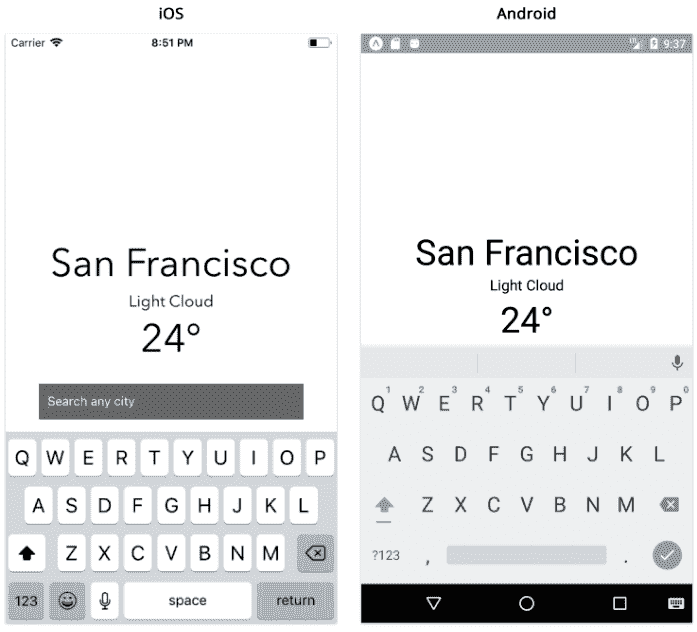 iOS Android
Carrier 8:51 PM 9:37
San Francisco
Light Cloud
24°
Search any city
Q W E R T Y U I O P
A S D F G H J K L
Z X C V B N M
123 space return
San Francisco
Light Cloud
24°
1 2 3 4 5 6 7 8 9 0
Q W E R T Y U I O P
A S D F G H J K L
Z X C V B N M
?123 , .